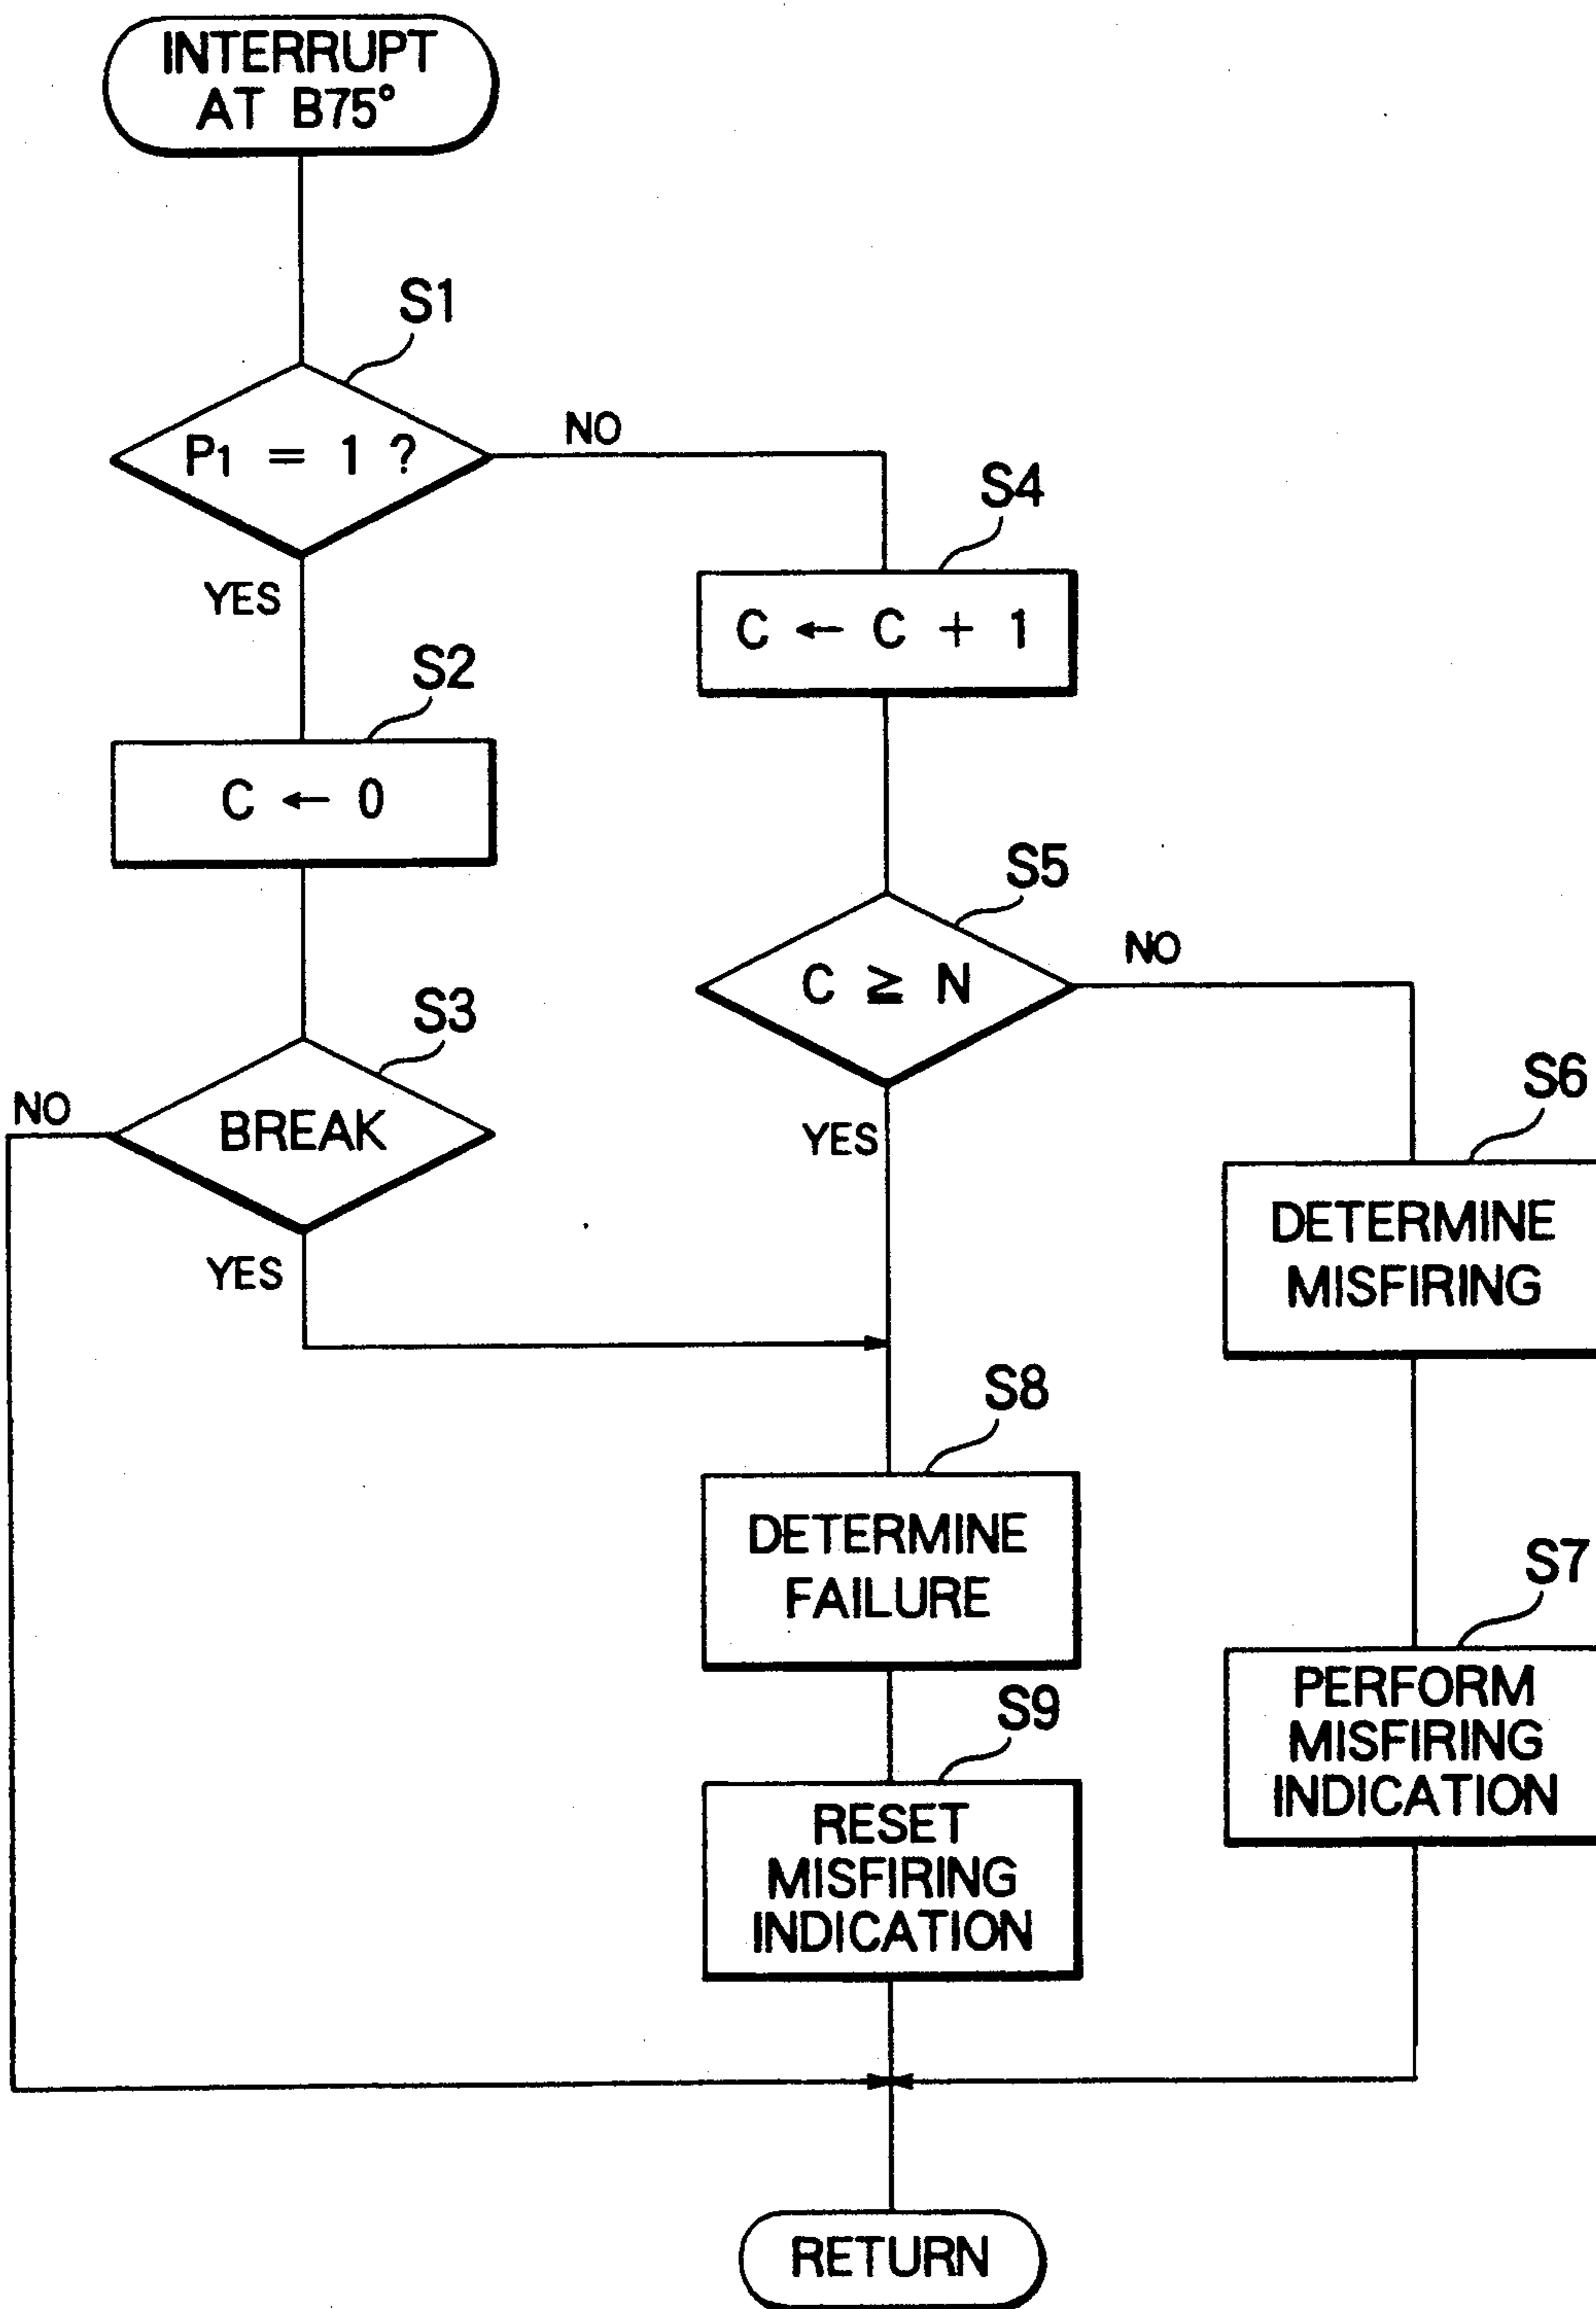 INTERRUPT
AT B75°
S1
P1 = 1 ?
NO
YES
S4
C ← C + 1
S2
C ← 0
S5
C ≧ N
NO
YES
S3
BREAK
NO
YES
S6
DETERMINE
MISFIRING
S8
DETERMINE
FAILURE
S7
PERFORM
MISFIRING
INDICATION
S9
RESET
MISFIRING
INDICATION
RETURN